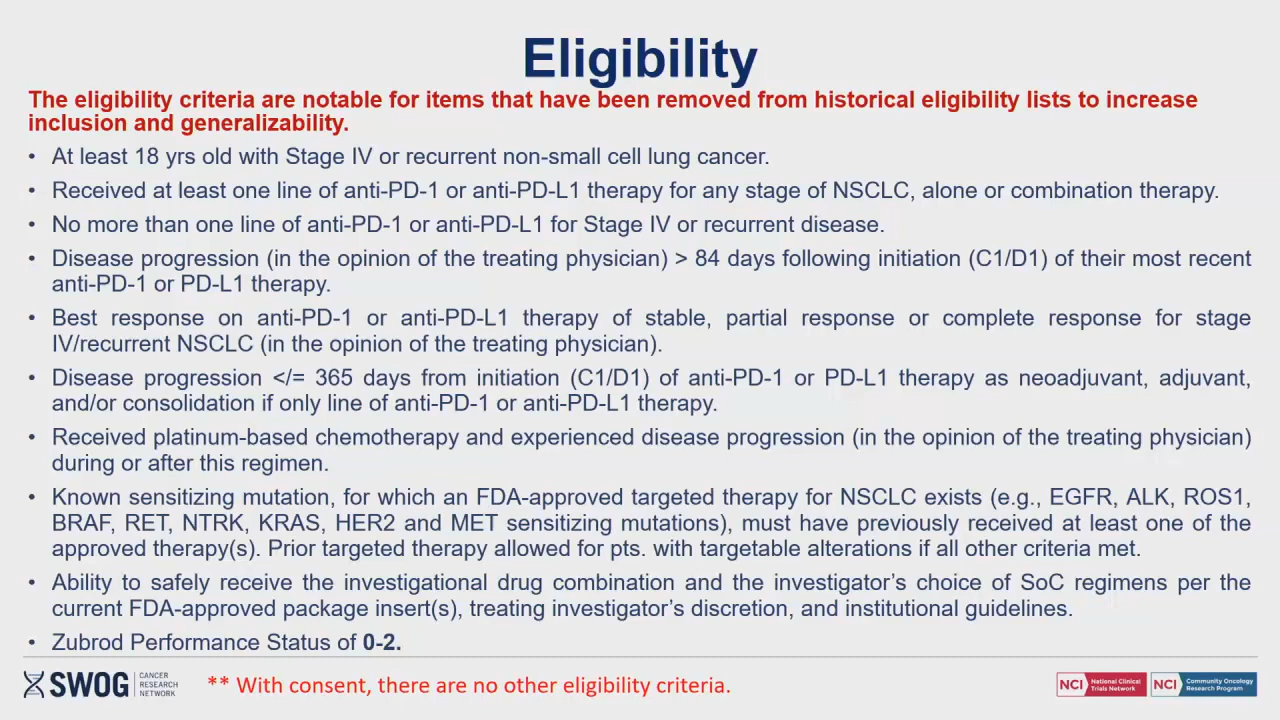 Eligibility
The eligibility criteria are notable for items that have been removed from historical eligibility lists to increase
inclusion and generalizability.
• At least 18 yrs old with Stage IV or recurrent non-small cell lung cancer.
• Received at least one line of anti-PD-1 or anti-PD-L1 therapy for any stage of NSCLC, alone or combination therapy.
• No more than one line of anti-PD-1 or anti-PD-L1 for Stage IV or recurrent disease.
• Disease progression (in the opinion of the treating physician) > 84 days following initiation (C1/D1) of their most recent
anti-PD-1 or PD-L1 therapy.
• Best response on anti-PD-1 or anti-PD-L1 therapy of stable, partial response or complete response for stage
IV/recurrent NSCLC (in the opinion of the treating physician).
• Disease progression </= 365 days from initiation (C1/D1) of anti-PD-1 or PD-L1 therapy as neoadjuvant, adjuvant,
and/or consolidation if only line of anti-PD-1 or anti-PD-L1 therapy.
• Received platinum-based chemotherapy and experienced disease progression (in the opinion of the treating physician)
during or after this regimen.
• Known sensitizing mutation, for which an FDA-approved targeted therapy for NSCLC exists (e.g., EGFR, ALK, ROS1,
BRAF, RET, NTRK, KRAS, HER2 and MET sensitizing mutations), must have previously received at least one of the
approved therapy(s). Prior targeted therapy allowed for pts. with targetable alterations if all other criteria met.
• Ability to safely receive the investigational drug combination and the investigator's choice of SoC regimens per the
current FDA-approved package insert(s), treating investigator's discretion, and institutional guidelines.
• Zubrod Performance Status of 0-2.
SWOG
CANCER
RESEARCH
NETWORK
** With consent, there are no other eligibility criteria.
NCI
National Clinical
Trials Network
NCI
Community Oncology
Research Program